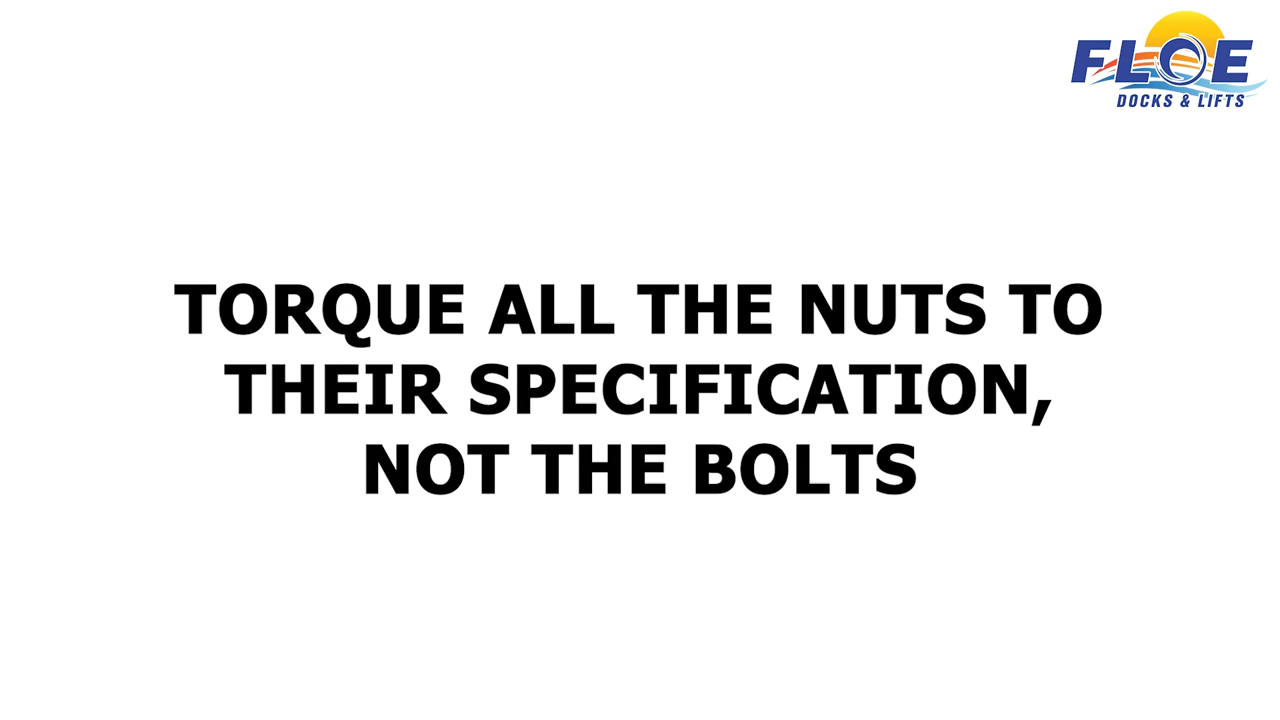 FLOE
DOCKS & LIFTS
TORQUE ALL THE NUTS TO
THEIR SPECIFICATION,
NOT THE BOLTS